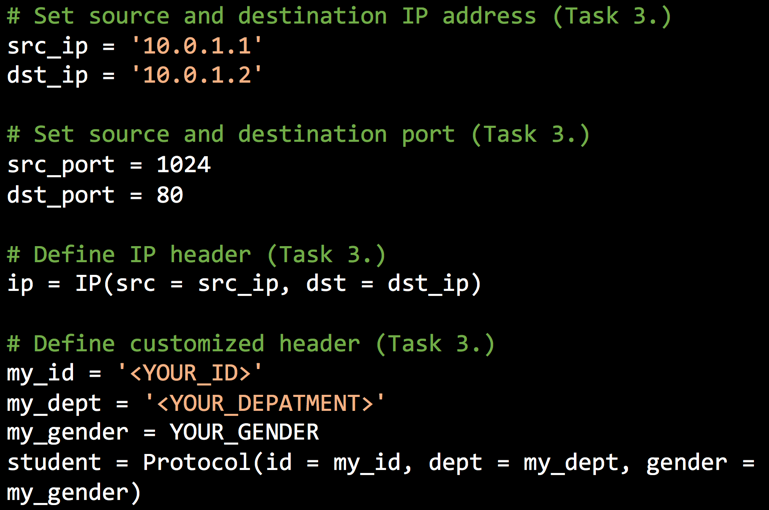 # Set source and destination IP address (Task 3.)
src_ip = '10.0.1.1'
dst_ip = '10.0.1.2'
# Set source and destination port (Task 3.)
src_port = 1024
dst_port = 80
# Define IP header (Task 3.)
ip = IP(src = src_ip, dst = dst_ip)
# Define customized header (Task 3.)
my_id = '<YOUR_ID>'
my_dept = '<YOUR_DEPATMENT>'
my_gender = YOUR_GENDER
student = Protocol(id = my_id, dept = my_dept, gender =
my_gender)